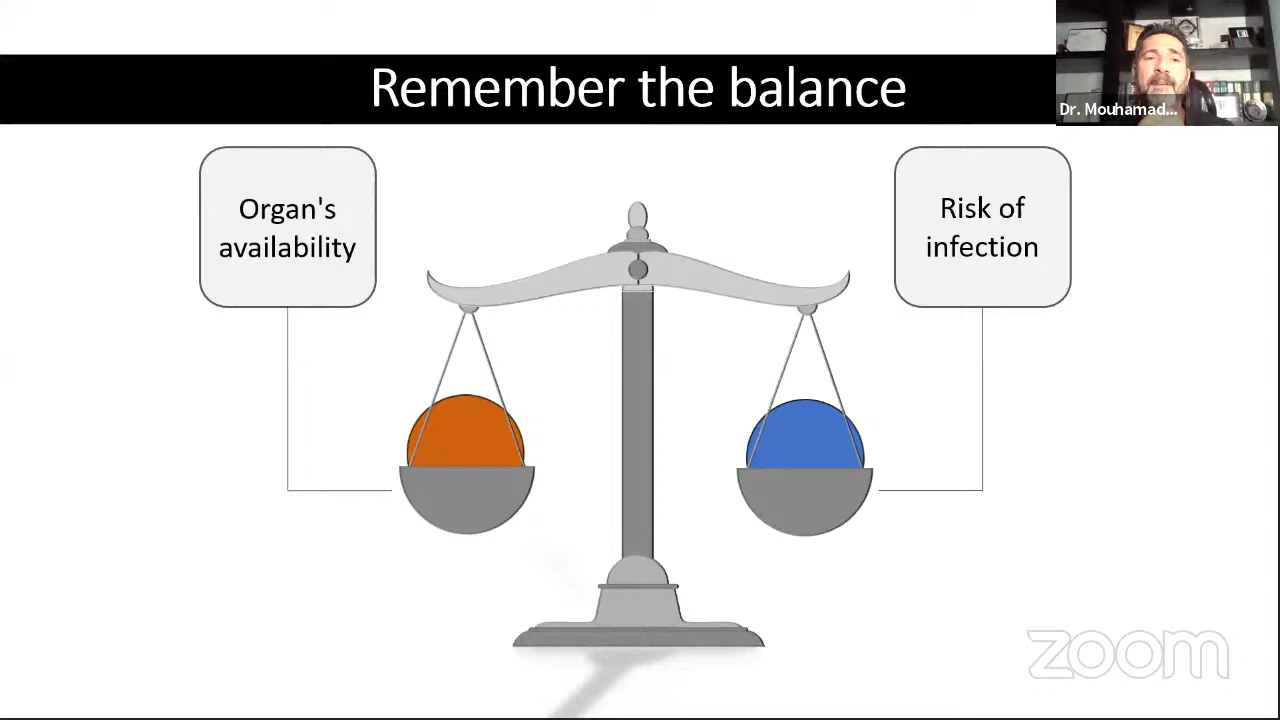 Remember the balance
Dr. Mouhamad...
Organ's
availability
Risk of
infection
zoom